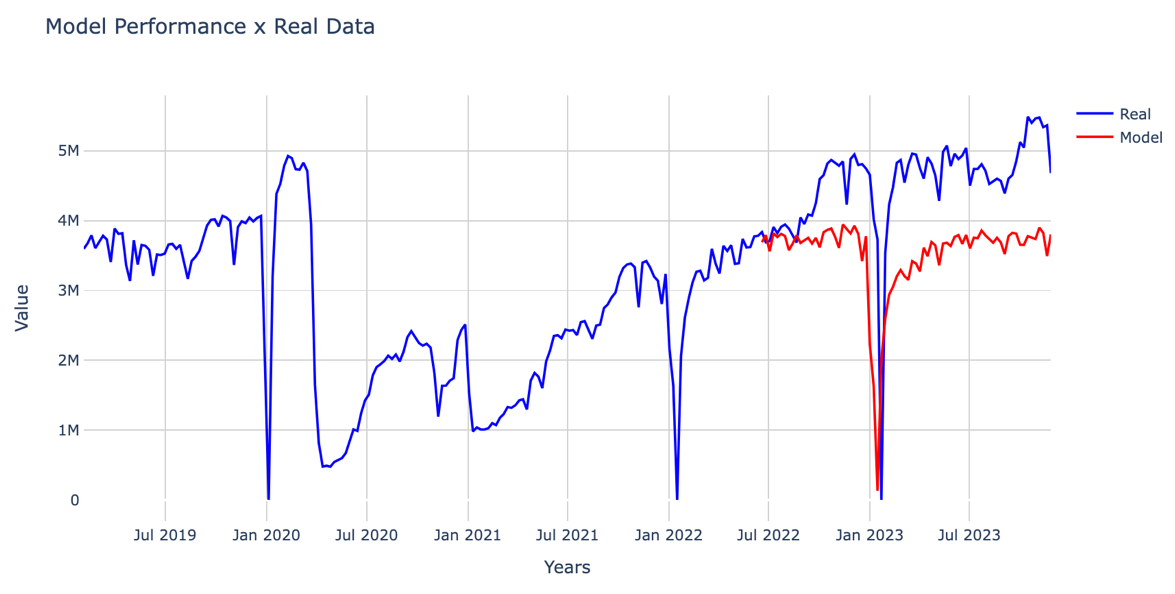 Model Performance x Real Data
Real
Model
Value
5M
4M
3M
2M
1M
0
Jul 2019 Jan 2020 Jul 2020 Jan 2021 Jul 2021 Jan 2022 Jul 2022 Jan 2023 Jul 2023
Years